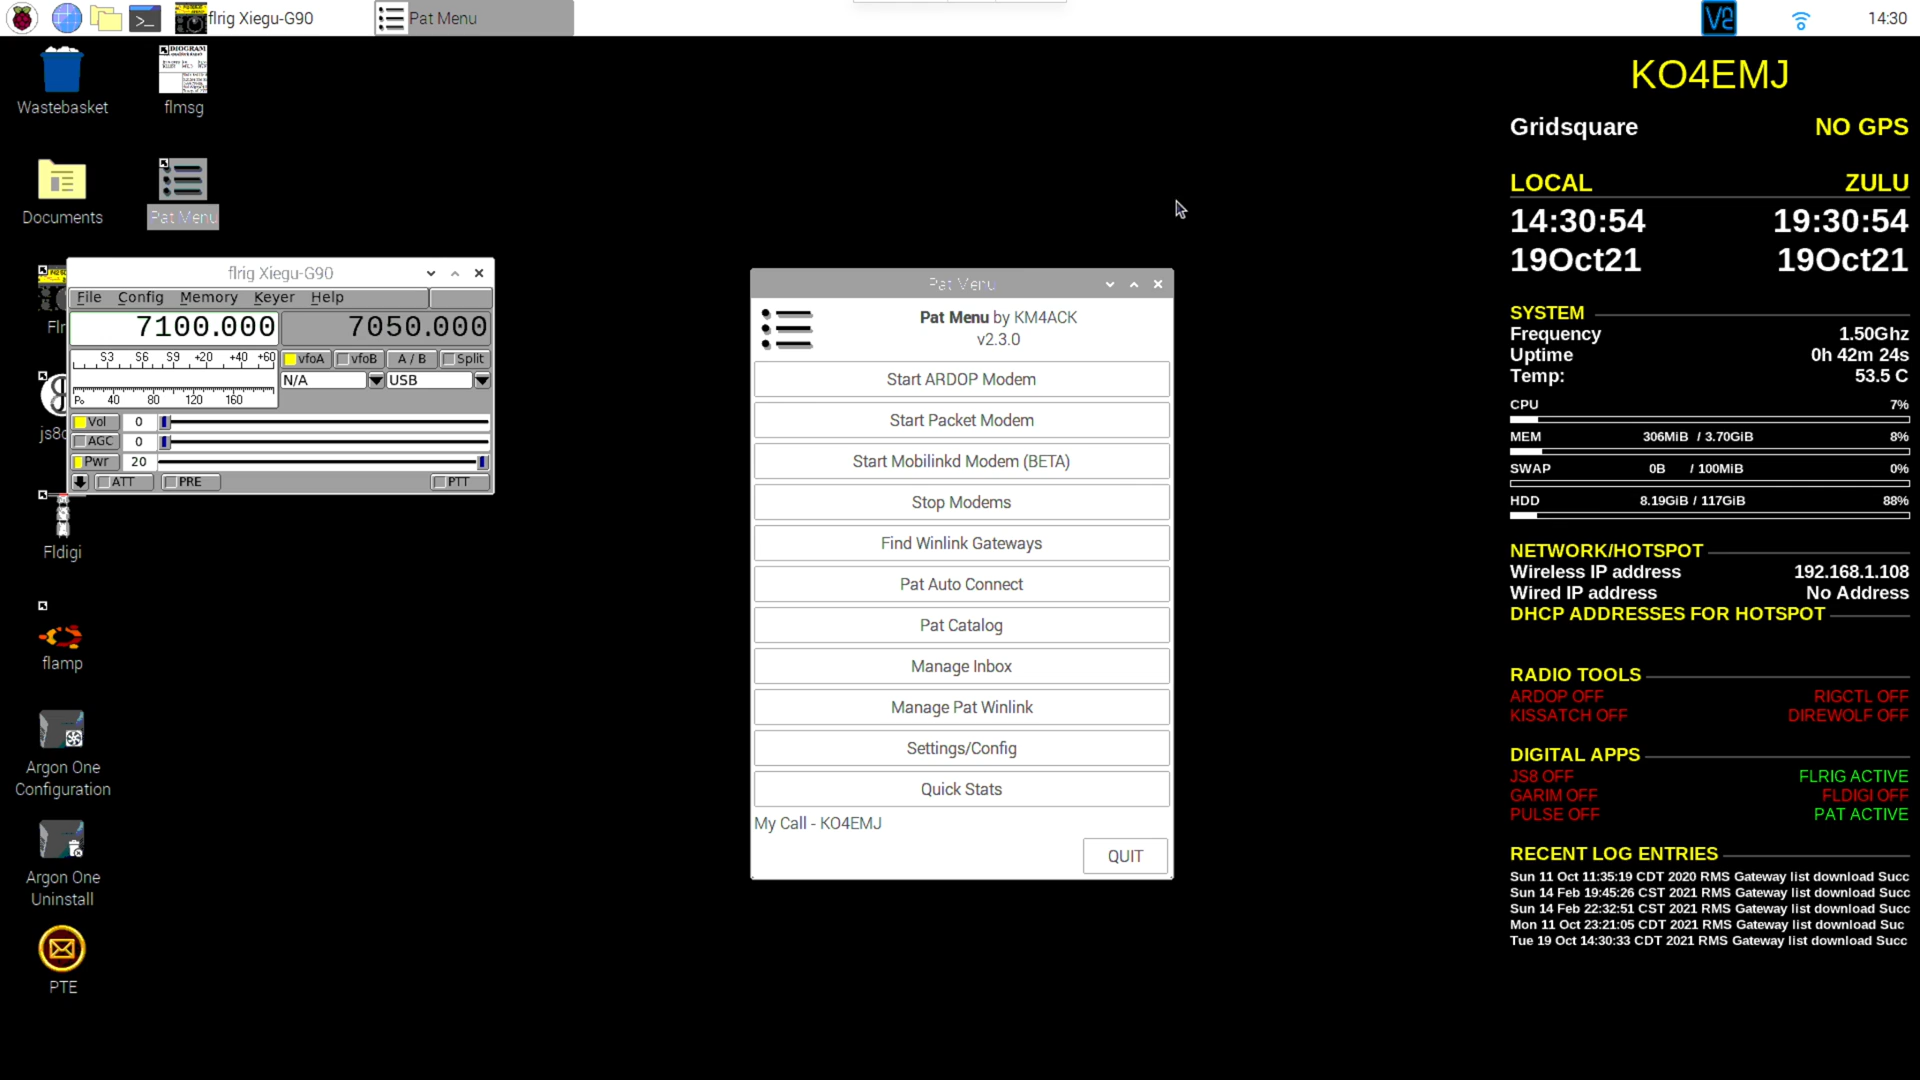 flrig Xiegu-G90
Pat Menu
14:30
Wastebasket
flmsg
Documents
Pat Menu
Flr
js8c
Fldigi
flamp
Argon One
Configuration
Argon One
Uninstall
PTE
flrig Xiegu-G90
File Config Memory Keyer Help
7100.000 7050.000
S3 S6 S9 +20 +40 +60
vfoA vfoB A / B Split
N/A USB
Po 40 80 120 160
Vol 0
AGC 0
Pwr 20
ATT PRE PTT
Pat Menu
Pat Menu by KM4ACK
v2.3.0
Start ARDOP Modem
Start Packet Modem
Start Mobilinkd Modem (BETA)
Stop Modems
Find Winlink Gateways
Pat Auto Connect
Pat Catalog
Manage Inbox
Manage Pat Winlink
Settings/Config
Quick Stats
My Call - KO4EMJ
QUIT
KO4EMJ
Gridsquare NO GPS
LOCAL ZULU
14:30:54 19:30:54
19Oct21 19Oct21
SYSTEM
Frequency 1.50Ghz
Uptime 0h 42m 24s
Temp: 53.5 C
CPU 7%
MEM 306MiB / 3.70GiB 8%
SWAP 0B / 100MiB 0%
HDD 8.19GiB / 117GiB 88%
NETWORK/HOTSPOT
Wireless IP address 192.168.1.108
Wired IP address No Address
DHCP ADDRESSES FOR HOTSPOT
RADIO TOOLS
ARDOP OFF RIGCTL OFF
KISSATCH OFF DIREWOLF OFF
DIGITAL APPS
JS8 OFF FLRIG ACTIVE
GARIM OFF FLDIGI OFF
PULSE OFF PAT ACTIVE
RECENT LOG ENTRIES
Sun 11 Oct 11:35:19 CDT 2020 RMS Gateway list download Succ
Sun 14 Feb 19:45:26 CST 2021 RMS Gateway list download Succ
Sun 14 Feb 22:32:51 CST 2021 RMS Gateway list download Succ
Mon 11 Oct 23:21:05 CDT 2021 RMS Gateway list download Suc
Tue 19 Oct 14:30:33 CDT 2021 RMS Gateway list download Succ